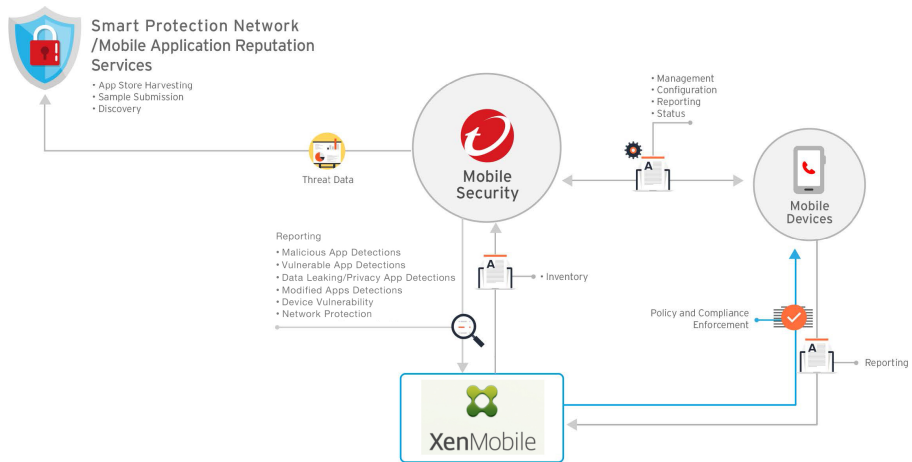 Smart Protection Network
/Mobile Application Reputation
Services
• App Store Harvesting
• Sample Submission
• Discovery
Threat Data
Mobile
Security
• Management
• Configuration
• Reporting
• Status
A
Mobile
Devices
Reporting
• Malicious App Detections
• Vulnerable App Detections
• Data Leaking/Privacy App Detections
• Modified Apps Detections
• Device Vulnerability
• Network Protection
A
• Inventory
Policy and Compliance
Enforcement
A
Reporting
XenMobile